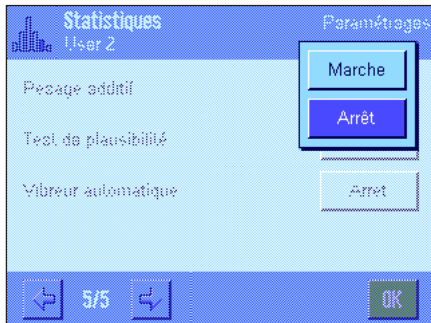 Statistiques
Paramétrages
User 2
Marche
Pesage additif
Arrêt
Test de plausibilité
Vibreur automatique
Arrêt
5/5
OK